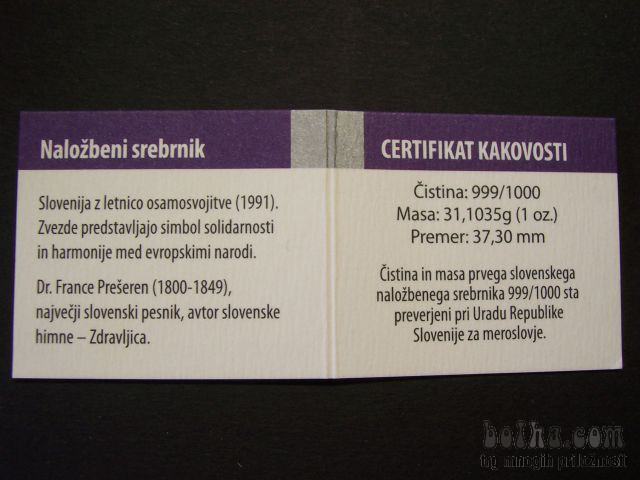 Naložbeni srebrnik
Slovenija z letnico osamosvojitve (1991).
Zvezde predstavljajo simbol solidarnosti
in harmonije med evropskimi narodi.
Dr. France Prešeren (1800-1849),
največji slovenski pesnik, avtor slovenske
himne – Zdravljica.
CERTIFIKAT KAKOVOSTI
Čistina: 999/1000
Masa: 31,1035g (1 oz.)
Premer: 37,30 mm
Čistina in masa prvega slovenskega
naložbenega srebrnika 999/1000 sta
preverjeni pri Uradu Republike
Slovenije za meroslovje.
bolha.com
trg mnogih priložnosti